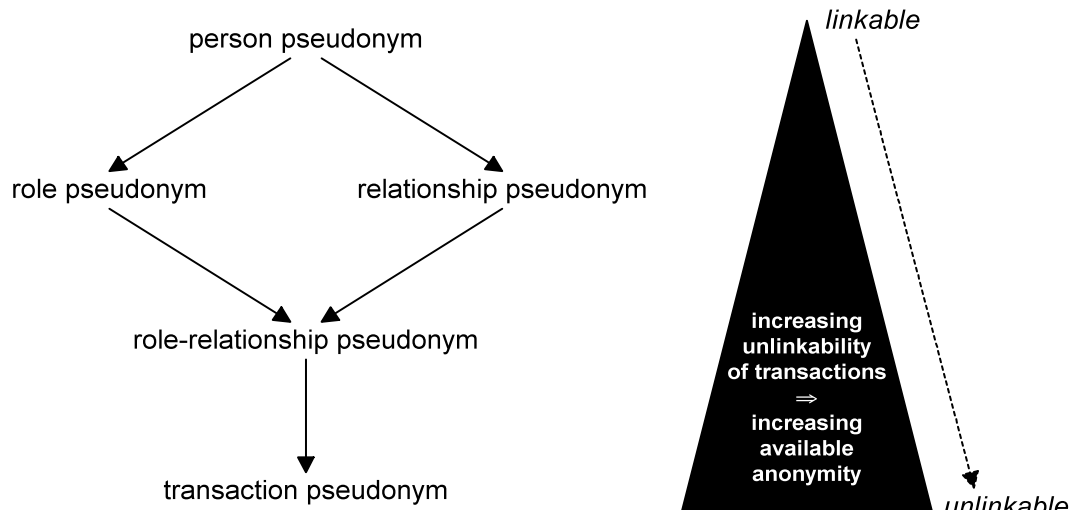 person pseudonym
role pseudonym
relationship pseudonym
role-relationship pseudonym
transaction pseudonym
linkable
increasing
unlinkability
of transactions
⇒
increasing
available
anonymity
unlinkable